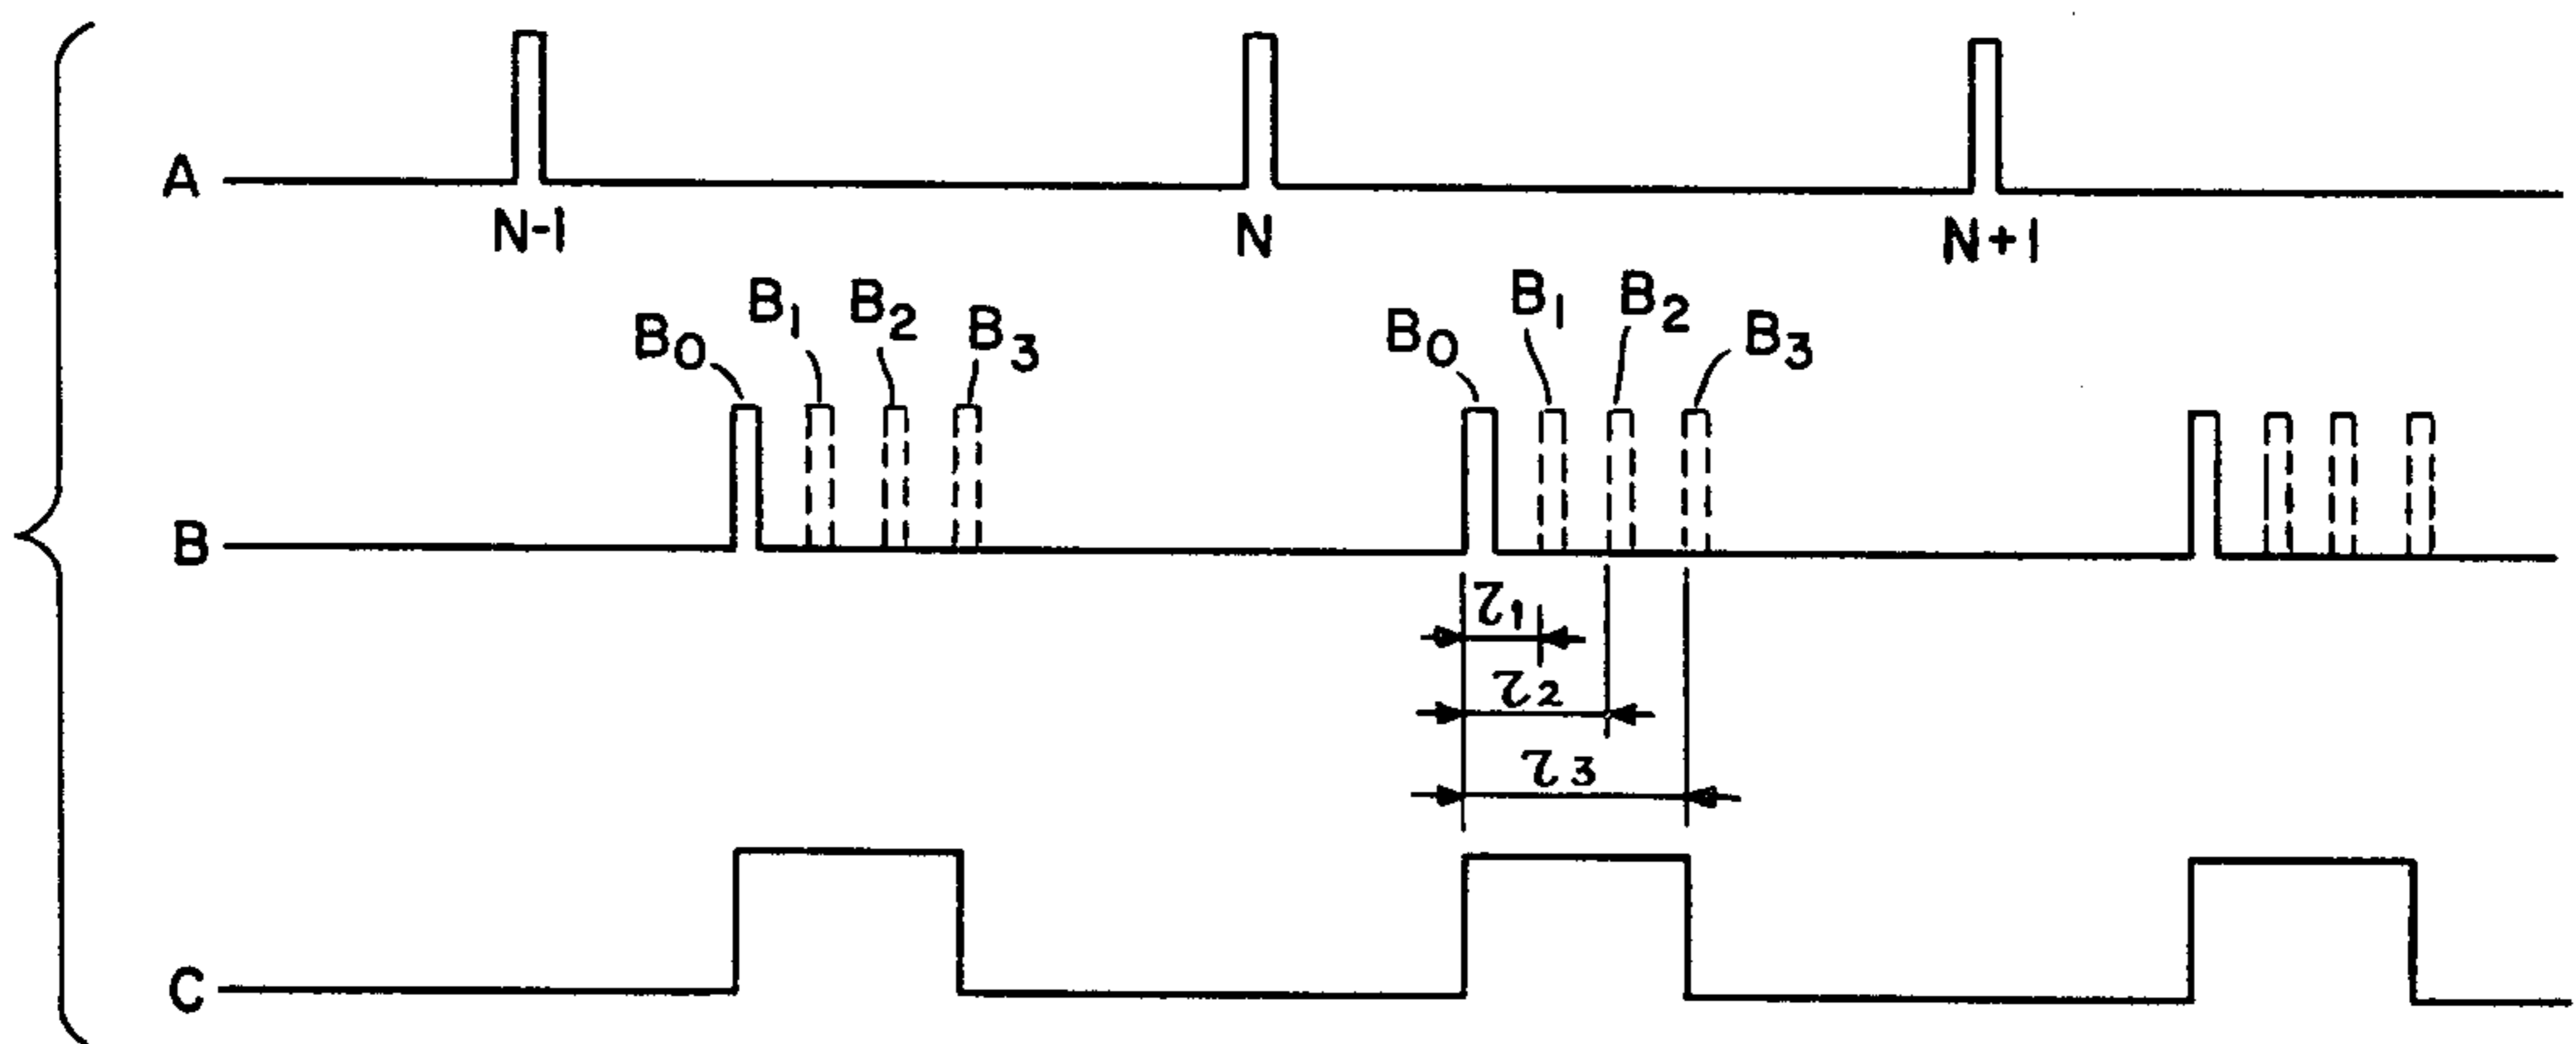 A
N-1 N N+1
B₀ B₁ B₂ B₃ B₀ B₁ B₂ B₃
B
τ₁
τ₂
τ₃
C